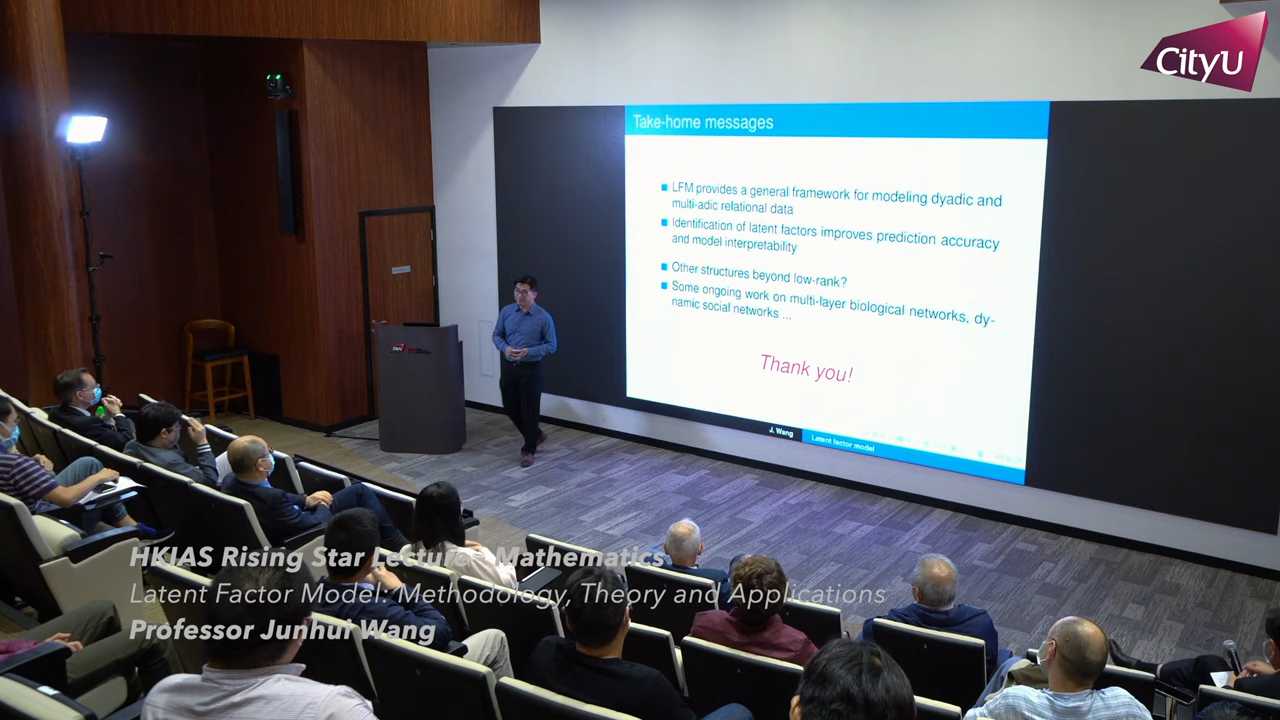 CityU
Take-home messages
LFM provides a general framework for modeling dyadic and
multi-adic relational data
Identification of latent factors improves prediction accuracy
and model interpretability
Other structures beyond low-rank?
Some ongoing work on multi-layer biological networks, dy-
namic social networks ...
Thank you!
J. Wang
Latent factor model
CityU
HKIAS Rising Star Lecture - Mathematics
Latent Factor Model: Methodology, Theory and Applications
Professor Junhui Wang